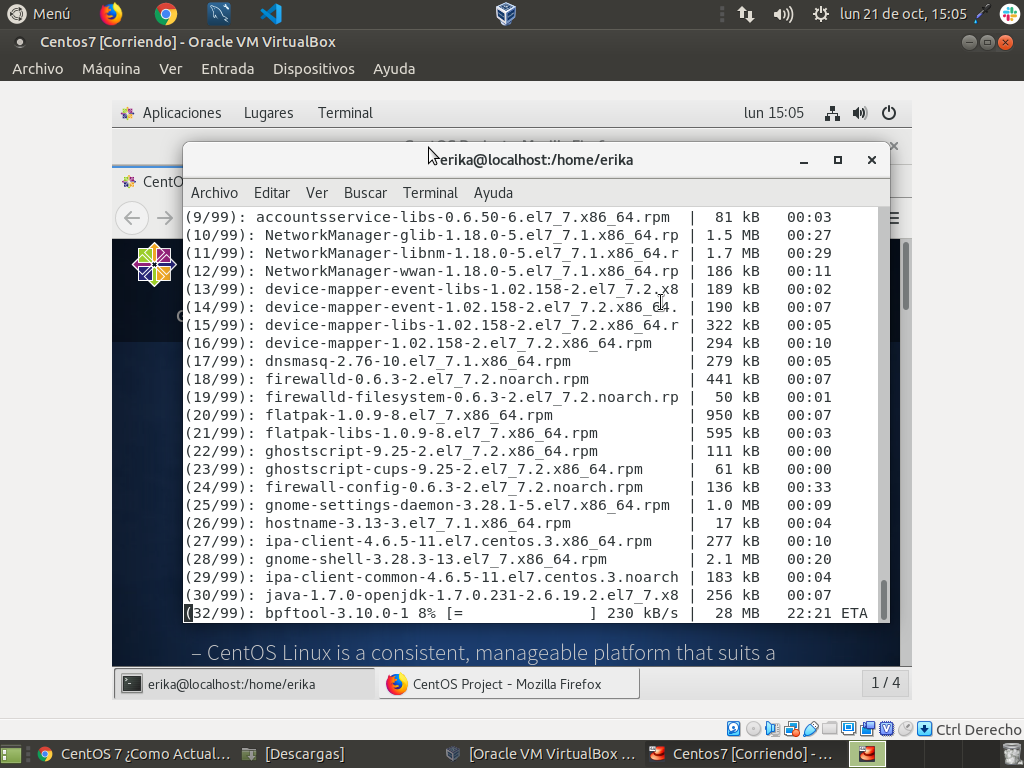 Menú
lun 21 de oct, 15:05
Centos7 [Corriendo] - Oracle VM VirtualBox
Archivo Máquina Ver Entrada Dispositivos Ayuda
Aplicaciones Lugares Terminal lun 15:05
erika@localhost:/home/erika
CentO
Archivo Editar Ver Buscar Terminal Ayuda
(9/99): accountsservice-libs-0.6.50-6.el7_7.x86_64.rpm | 81 kB 00:03
(10/99): NetworkManager-glib-1.18.0-5.el7_7.1.x86_64.rp | 1.5 MB 00:27
(11/99): NetworkManager-libnm-1.18.0-5.el7_7.1.x86_64.r | 1.7 MB 00:29
(12/99): NetworkManager-wwan-1.18.0-5.el7_7.1.x86_64.rp | 186 kB 00:11
(13/99): device-mapper-event-libs-1.02.158-2.el7_7.2.x8 | 189 kB 00:02
(14/99): device-mapper-event-1.02.158-2.el7_7.2.x86_64. | 190 kB 00:07
(15/99): device-mapper-libs-1.02.158-2.el7_7.2.x86_64.r | 322 kB 00:05
(16/99): device-mapper-1.02.158-2.el7_7.2.x86_64.rpm | 294 kB 00:10
(17/99): dnsmasq-2.76-10.el7_7.1.x86_64.rpm | 279 kB 00:05
(18/99): firewalld-0.6.3-2.el7_7.2.noarch.rpm | 441 kB 00:07
(19/99): firewalld-filesystem-0.6.3-2.el7_7.2.noarch.rp | 50 kB 00:01
(20/99): flatpak-1.0.9-8.el7_7.x86_64.rpm | 950 kB 00:07
(21/99): flatpak-libs-1.0.9-8.el7_7.x86_64.rpm | 595 kB 00:03
(22/99): ghostscript-9.25-2.el7_7.2.x86_64.rpm | 111 kB 00:00
(23/99): ghostscript-cups-9.25-2.el7_7.2.x86_64.rpm | 61 kB 00:00
(24/99): firewall-config-0.6.3-2.el7_7.2.noarch.rpm | 136 kB 00:33
(25/99): gnome-settings-daemon-3.28.1-5.el7.x86_64.rpm | 1.0 MB 00:09
(26/99): hostname-3.13-3.el7_7.1.x86_64.rpm | 17 kB 00:04
(27/99): ipa-client-4.6.5-11.el7.centos.3.x86_64.rpm | 277 kB 00:10
(28/99): gnome-shell-3.28.3-13.el7_7.x86_64.rpm | 2.1 MB 00:20
(29/99): ipa-client-common-4.6.5-11.el7.centos.3.noarch | 183 kB 00:04
(30/99): java-1.7.0-openjdk-1.7.0.231-2.6.19.2.el7_7.x8 | 256 kB 00:07
(32/99): bpftool-3.10.0-1 8% [= ] 230 kB/s | 28 MB 22:21 ETA
– CentOS Linux is a consistent, manageable platform that suits a
erika@localhost:/home/erika CentOS Project - Mozilla Firefox 1 / 4
Ctrl Derecho
CentOS 7 ¿Como Actual... [Descargas] [Oracle VM VirtualBox ... Centos7 [Corriendo] - ...